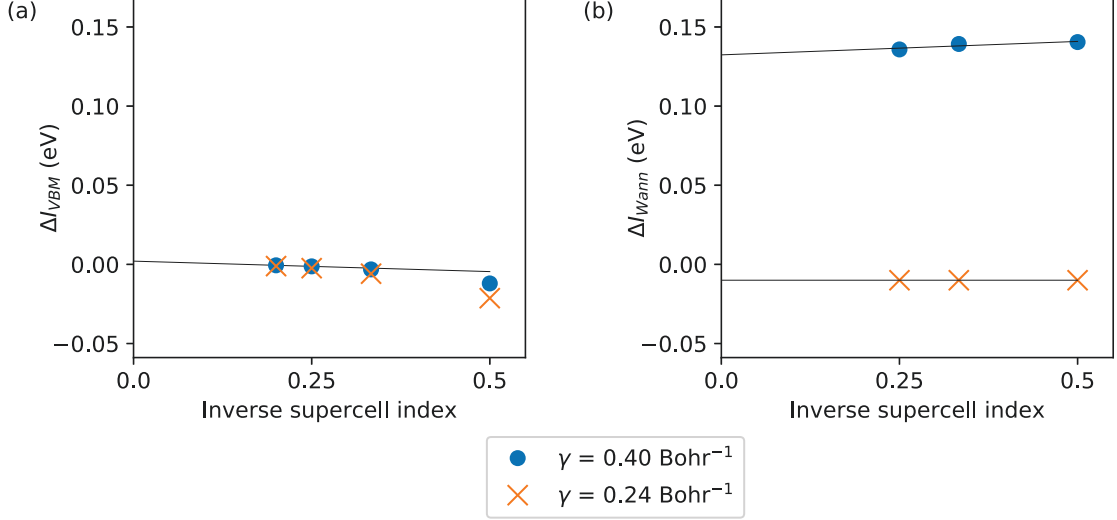 (a)
0.15
0.10
0.05
0.00
−0.05
ΔI_VBM (eV)
0.0 0.25 0.5
Inverse supercell index
(b)
0.15
0.10
0.05
0.00
−0.05
ΔI_Wann (eV)
0.0 0.25 0.5
Inverse supercell index
γ = 0.40 Bohr⁻¹
γ = 0.24 Bohr⁻¹